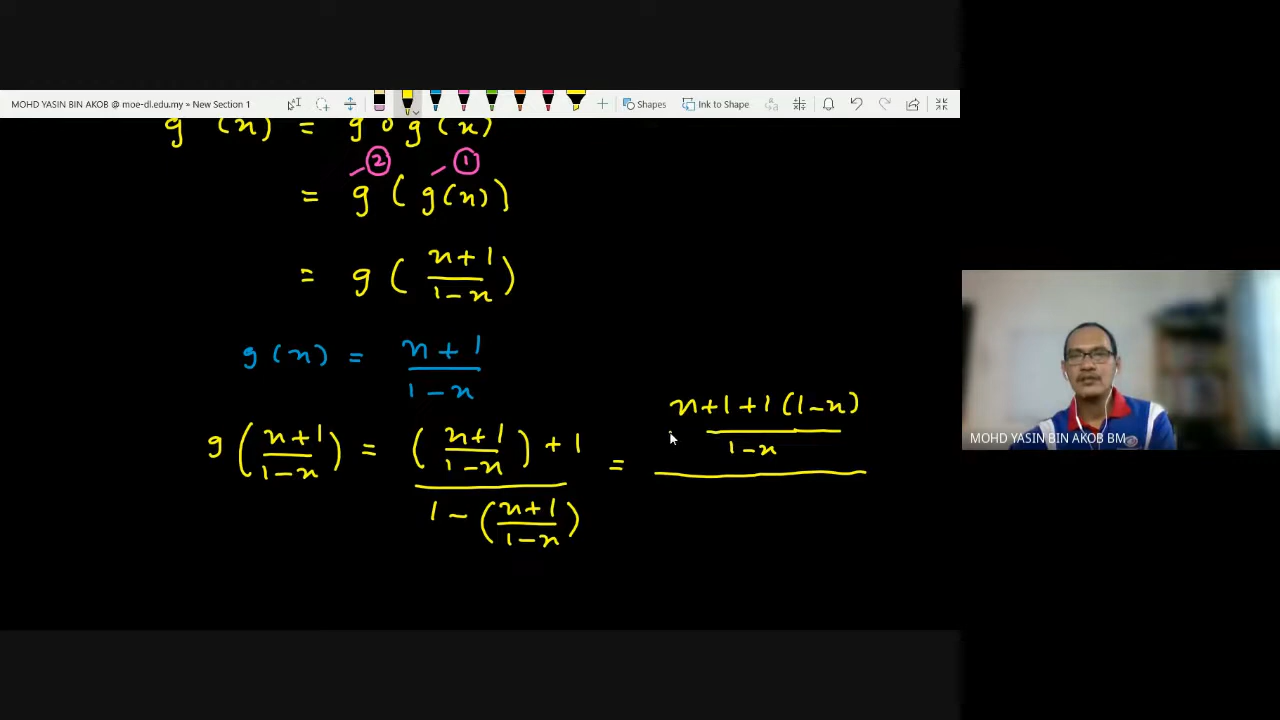 MOHD YASIN BIN AKOB @ moe-dl.edu.my » New Section 1
Shapes
Ink to Shape
g (x) = g o g (x)
② ①
= g ( g(x) )
= g ( x+1 / 1-x )
g (x) = x+1 / 1-x
g ( x+1 / 1-x ) = ( x+1 / 1-x ) + 1 / 1 - ( x+1 / 1-x ) = x+1+1(1-x) / 1-x
MOHD YASIN BIN AKOB BM